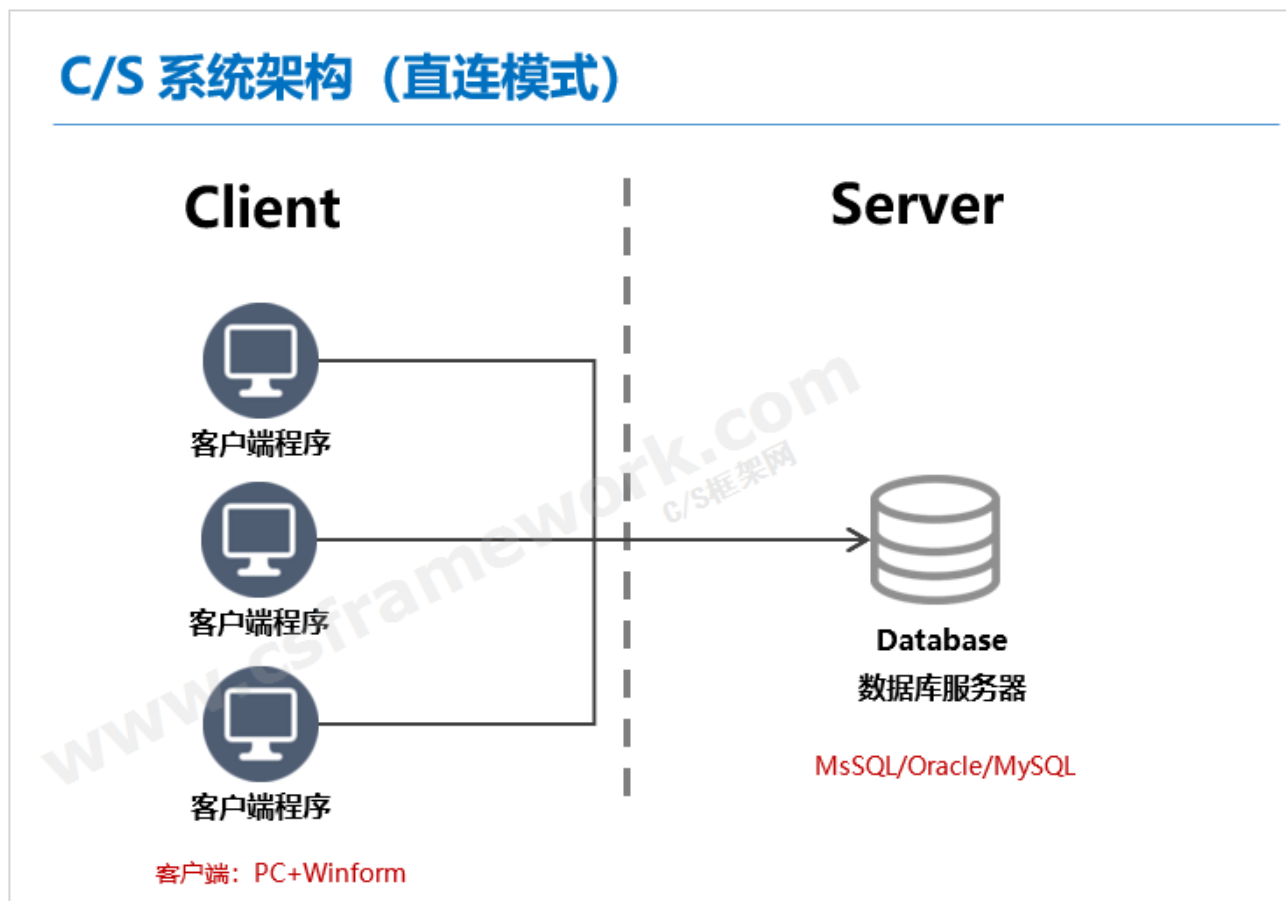 C/S 系统架构（直连模式）
Client
Server
客户端程序
客户端程序
客户端程序
www.csframework.com
C/S框架网
Database
数据库服务器
MsSQL/Oracle/MySQL
客户端：PC+Winform